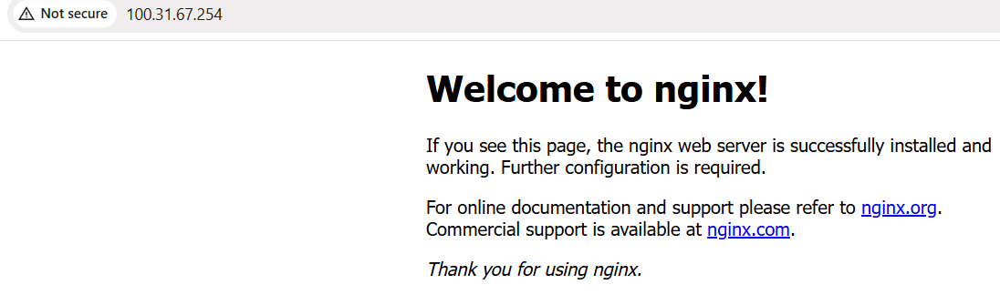 Not secure 100.31.67.254
Welcome to nginx!
If you see this page, the nginx web server is successfully installed and
working. Further configuration is required.
For online documentation and support please refer to nginx.org.
Commercial support is available at nginx.com.
Thank you for using nginx.